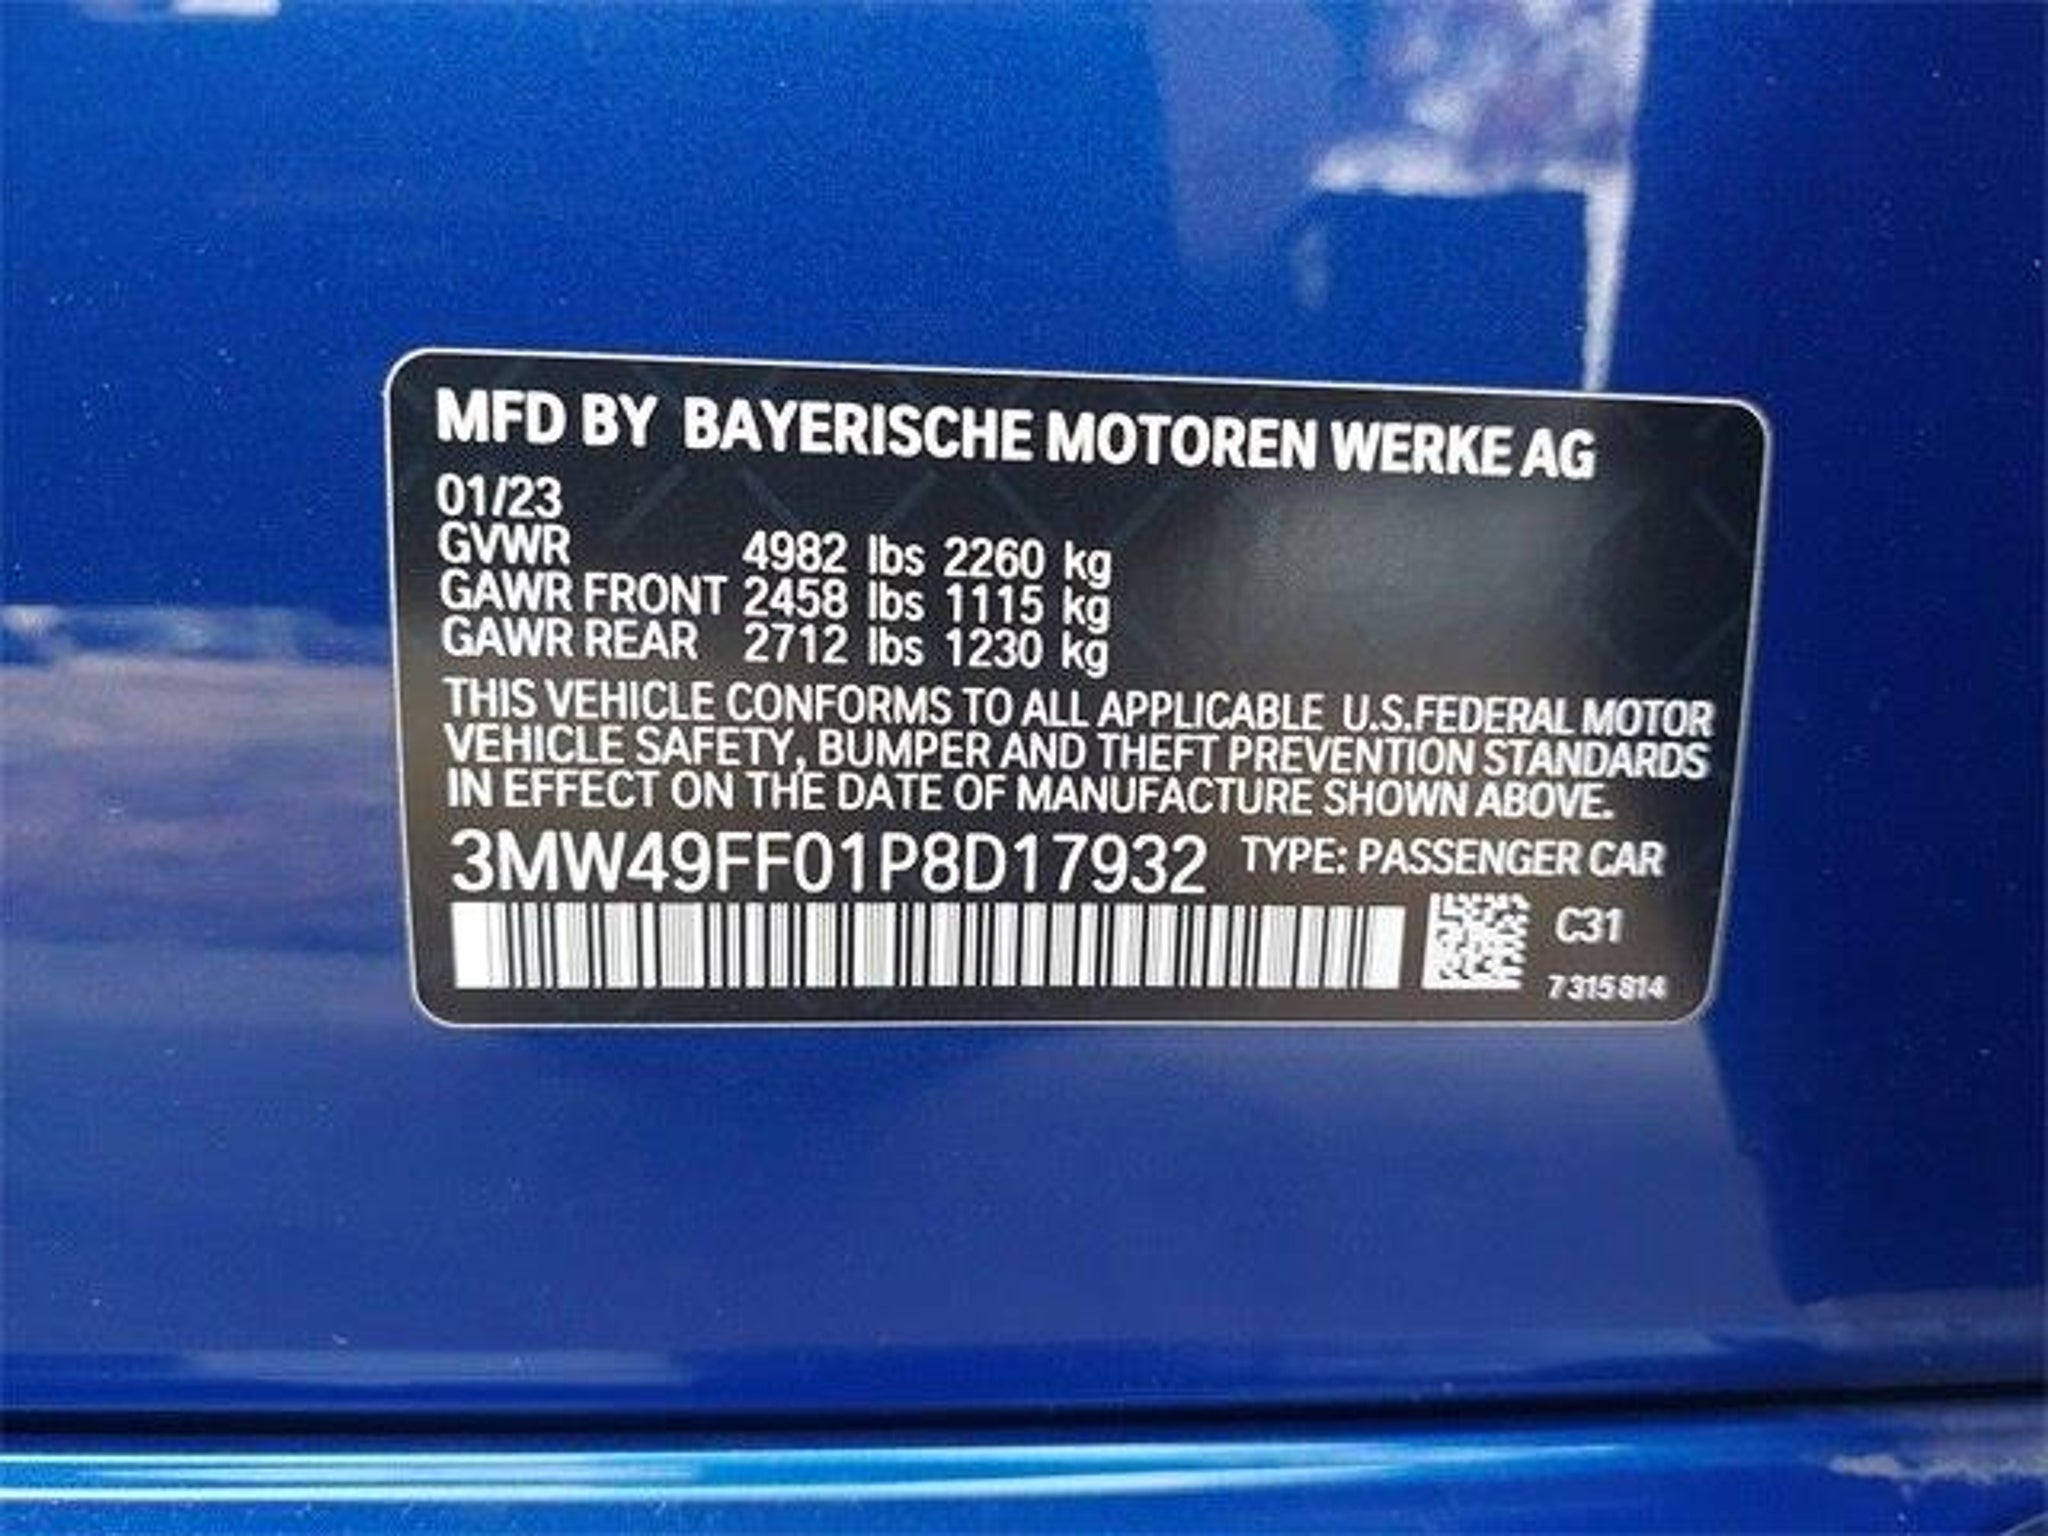 MFD BY BAYERISCHE MOTOREN WERKE AG
01/23
GVWR 4982 lbs 2260 kg
GAWR FRONT 2458 lbs 1115 kg
GAWR REAR 2712 lbs 1230 kg
THIS VEHICLE CONFORMS TO ALL APPLICABLE U.S.FEDERAL MOTOR
VEHICLE SAFETY, BUMPER AND THEFT PREVENTION STANDARDS
IN EFFECT ON THE DATE OF MANUFACTURE SHOWN ABOVE.
3MW49FF01P8D17932 TYPE: PASSENGER CAR
C31
7 315 814